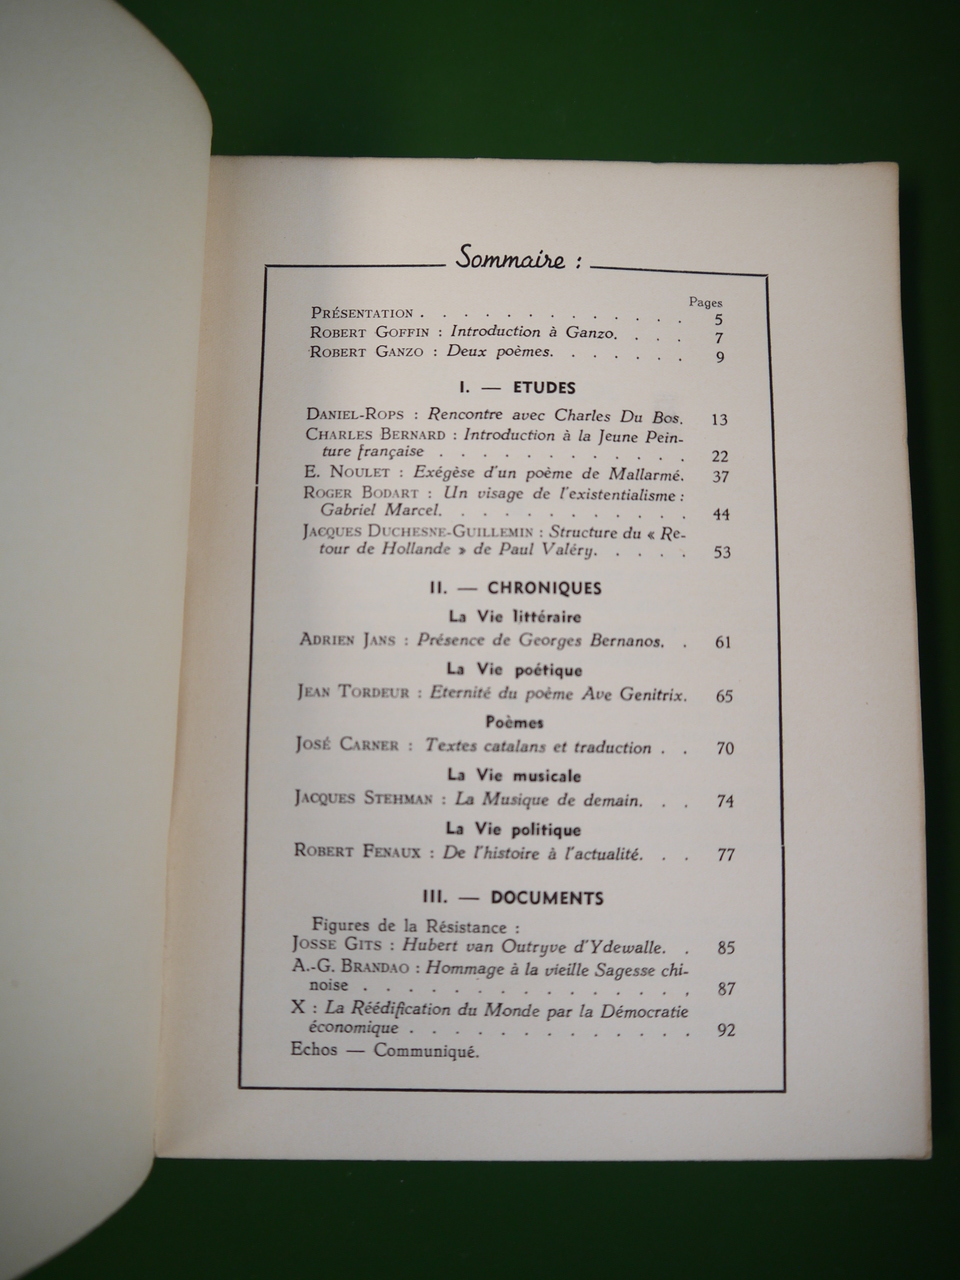 Sommaire :
Pages
PRÉSENTATION . . . . . . . . . . . . . 5
ROBERT GOFFIN : Introduction à Ganzo. . . . 7
ROBERT GANZO : Deux poèmes. . . . . . . 9
I. — ETUDES
DANIEL-ROPS : Rencontre avec Charles Du Bos. 13
CHARLES BERNARD : Introduction à la Jeune Pein-
ture française . . . . . . . . . . . . 22
E. NOULET : Exégèse d'un poème de Mallarmé. 37
ROGER BODART : Un visage de l'existentialisme :
Gabriel Marcel. . . . . . . . . . . 44
JACQUES DUCHESNE-GUILLEMIN : Structure du « Re-
tour de Hollande » de Paul Valéry. . . . . 53
II. — CHRONIQUES
La Vie littéraire
ADRIEN JANS : Présence de Georges Bernanos. . 61
La Vie poétique
JEAN TORDEUR : Eternité du poème Ave Genitrix. 65
Poèmes
JOSÉ CARNER : Textes catalans et traduction . . 70
La Vie musicale
JACQUES STEHMAN : La Musique de demain. . . 74
La Vie politique
ROBERT FENAUX : De l'histoire à l'actualité. . . 77
III. — DOCUMENTS
Figures de la Résistance :
JOSSE GITS : Hubert van Outryve d'Ydewalle. . 85
A.-G. BRANDAO : Hommage à la vieille Sagesse chi-
noise . . . . . . . . . . . . . . . 87
X : La Réédification du Monde par la Démocratie
économique . . . . . . . . . . . . . 92
Echos — Communiqué.